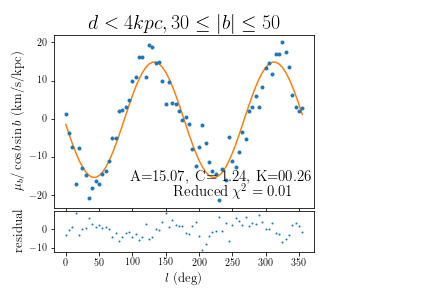 d < 4kpc, 30 ≤ |b| ≤ 50
μ_b / cos b sin b (km/s/kpc)
20
10
0
−10
−20
A=15.07, C= 1.24, K=00.26
Reduced χ² = 0.01
residual
0
−10
0 50 100 150 200 250 300 350
l (deg)